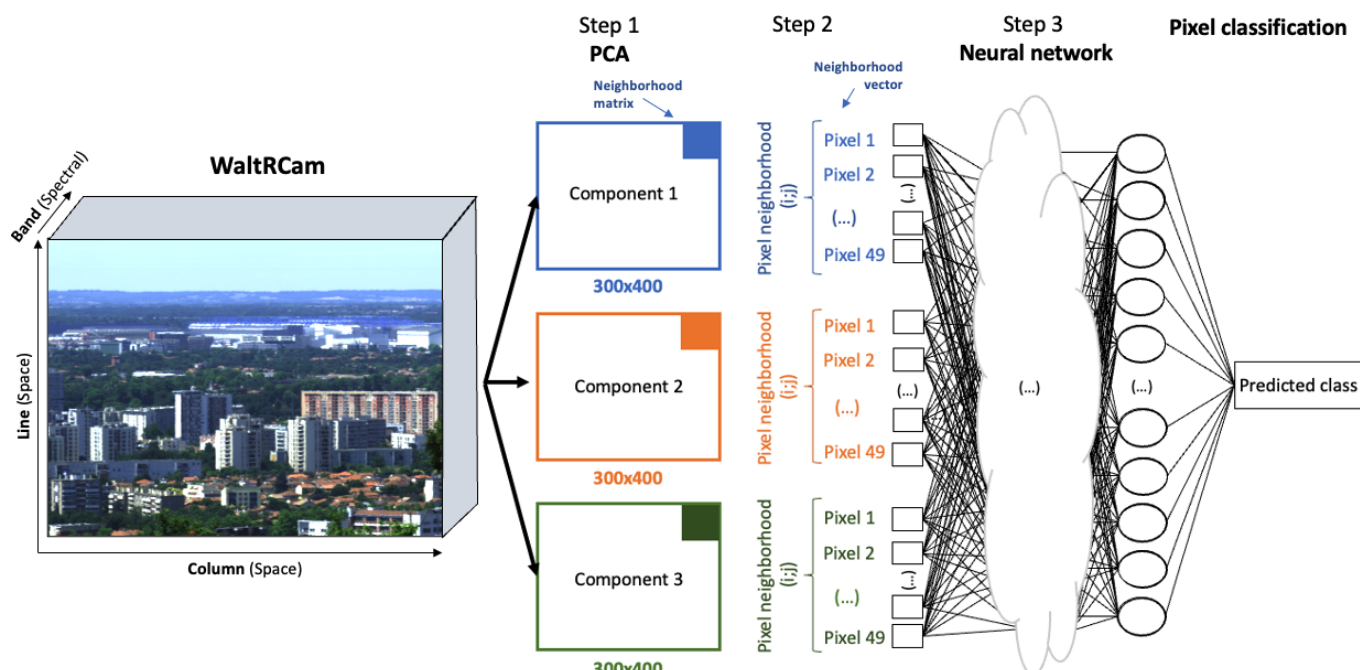 Step 1
PCA
Step 2
Step 3
Neural network
Pixel classification
WaltRCam
Band (Spectral)
Line (Space)
Column (Space)
Neighborhood
matrix
Component 1
300x400
Component 2
300x400
Component 3
300x400
Neighborhood
vector
Pixel neighborhood
(i;j)
Pixel 1
Pixel 2
(...)
Pixel 49
(...)
Pixel neighborhood
(i;j)
Pixel 1
Pixel 2
(...)
Pixel 49
(...)
Pixel neighborhood
(i;j)
Pixel 1
Pixel 2
(...)
Pixel 49
(...)
(...)
(...)
Predicted class